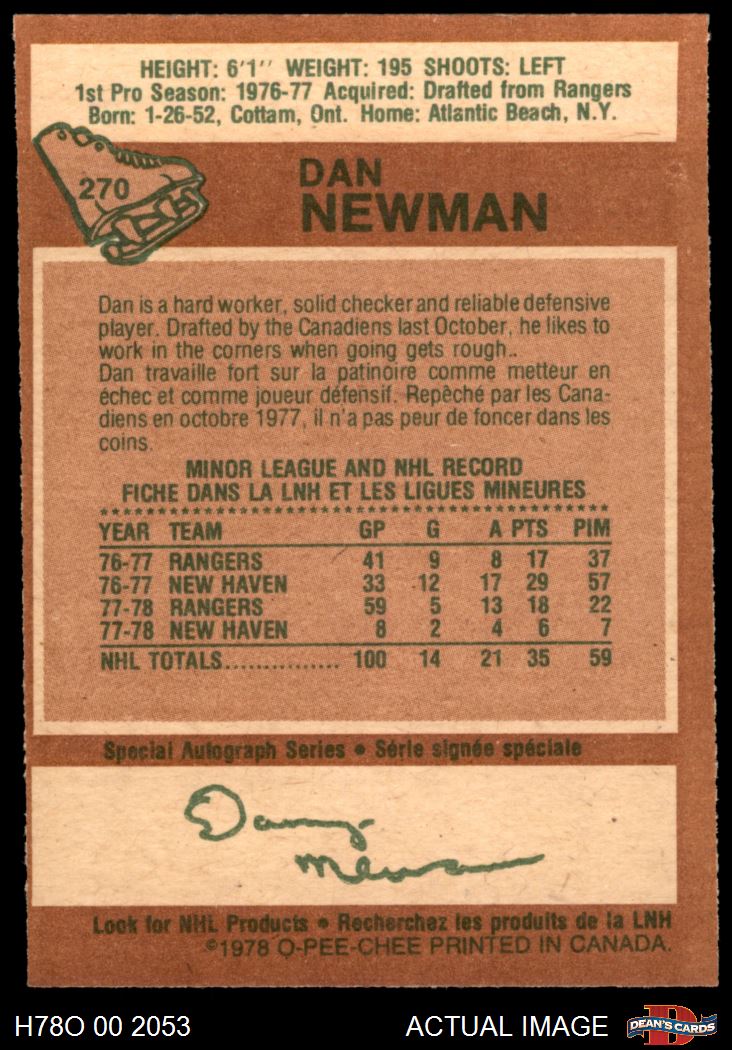 HEIGHT: 6'1'' WEIGHT: 195 SHOOTS: LEFT
1st Pro Season: 1976-77 Acquired: Drafted from Rangers
Born: 1-26-52, Cottam, Ont. Home: Atlantic Beach, N.Y.
270
DAN
NEWMAN
Dan is a hard worker, solid checker and reliable defensive
player. Drafted by the Canadiens last October, he likes to
work in the corners when going gets rough..
Dan travaille fort sur la patinoire comme metteur en
échec et comme joueur défensif. Repêché par les Cana-
diens en octobre 1977, il n'a pas peur de foncer dans les
coins.
MINOR LEAGUE AND NHL RECORD
FICHE DANS LA LNH ET LES LIGUES MINEURES
YEAR TEAM GP G A PTS PIM
76-77 RANGERS 41 9 8 17 37
76-77 NEW HAVEN 33 12 17 29 57
77-78 RANGERS 59 5 13 18 22
77-78 NEW HAVEN 8 2 4 6 7
NHL TOTALS............... 100 14 21 35 59
Special Autograph Series • Série signée spéciale
Danny
Newman
Look for NHL Products • Recherchez les produits de la LNH
©1978 O-PEE-CHEE PRINTED IN CANADA.
H78O 00 2053
ACTUAL IMAGE
D
DEAN'S CARDS